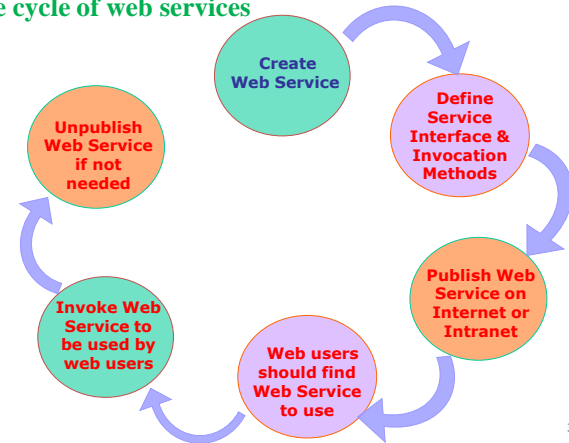 e cycle of web services
Create
Web Service
Define
Service
Interface &
Invocation
Methods
Publish Web
Service on
Internet or
Intranet
Web users
should find
Web Service
to use
Invoke Web
Service to
be used by
web users
Unpublish
Web Service
if not
needed